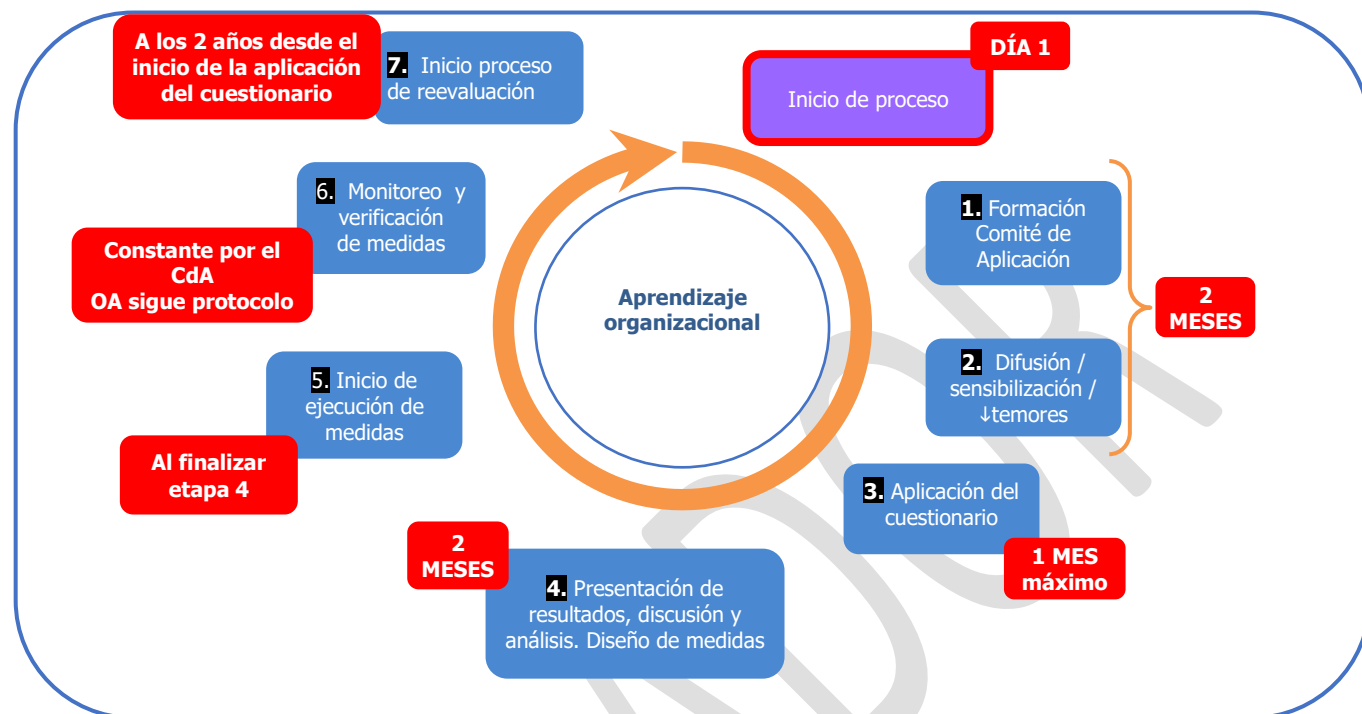 A los 2 años desde el
inicio de la aplicación
del cuestionario
7. Inicio proceso
de reevaluación
DÍA 1
Inicio de proceso
6. Monitoreo y
verificación
de medidas
Constante por el
CdA
OA sigue protocolo
1. Formación
Comité de
Aplicación
2
MESES
Aprendizaje
organizacional
5. Inicio de
ejecución de
medidas
2. Difusión /
sensibilización /
↓temores
Al finalizar
etapa 4
3. Aplicación del
cuestionario
1 MES
máximo
2
MESES
4. Presentación de
resultados, discusión y
análisis. Diseño de medidas